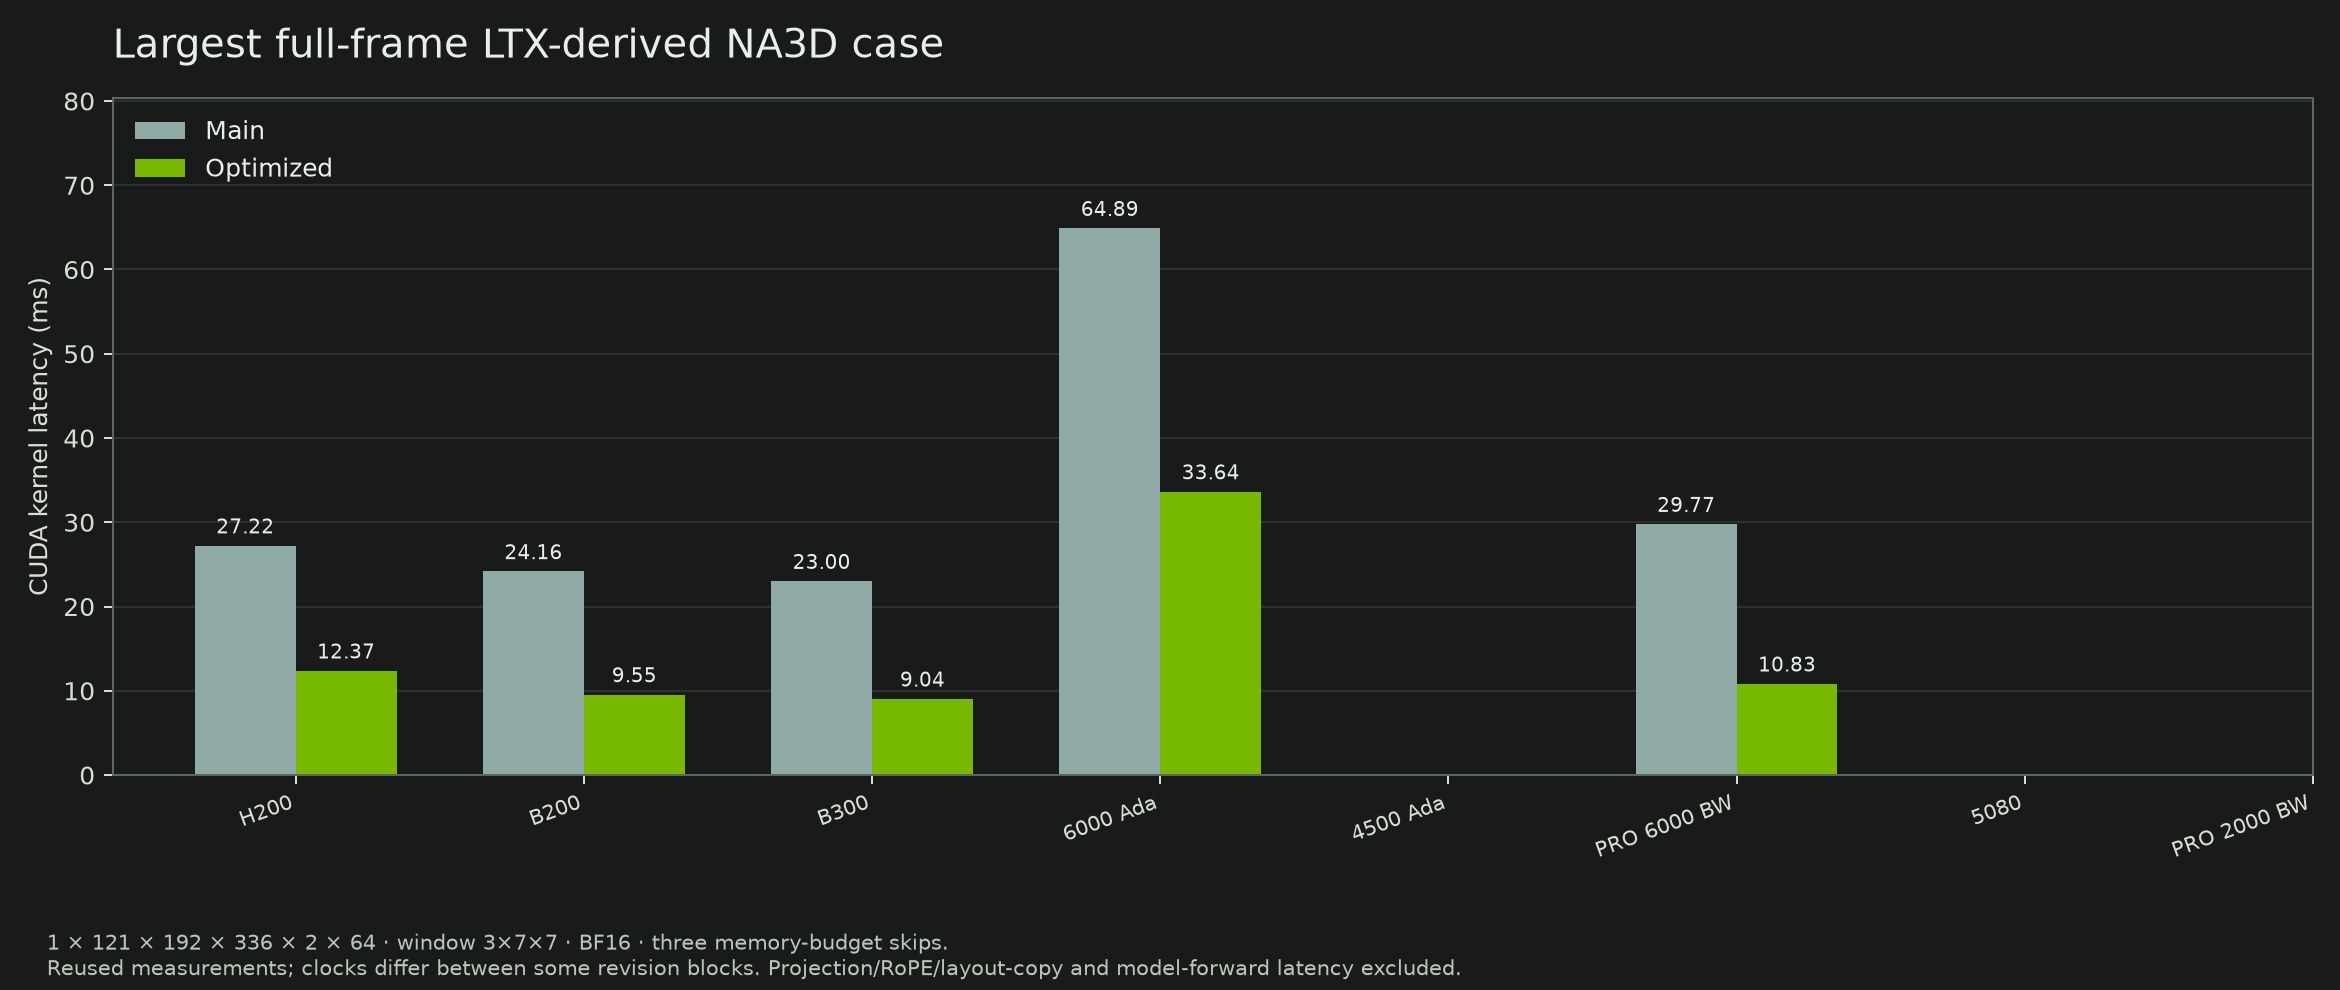 Largest full-frame LTX-derived NA3D case
Main
Optimized
CUDA kernel latency (ms)
80
70
60
50
40
30
20
10
0
27.22
12.37
24.16
9.55
23.00
9.04
64.89
33.64
29.77
10.83
H200
B200
B300
6000 Ada
4500 Ada
PRO 6000 BW
5080
PRO 2000 BW
1 × 121 × 192 × 336 × 2 × 64 · window 3×7×7 · BF16 · three memory-budget skips.
Reused measurements; clocks differ between some revision blocks. Projection/RoPE/layout-copy and model-forward latency excluded.